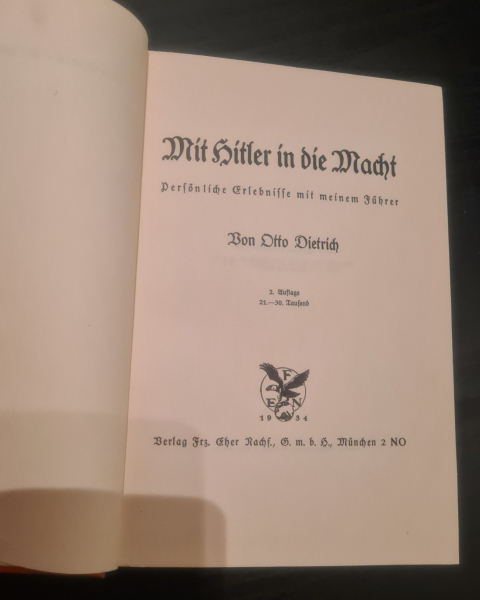 Mit Hitler in die Macht
Persönliche Erlebnisse mit meinem Führer
Von Otto Dietrich
2. Auflage
21.—30. Tausend
F
E N
19 34
Verlag Frz. Eher Nachf., G. m. b. H., München 2 NO